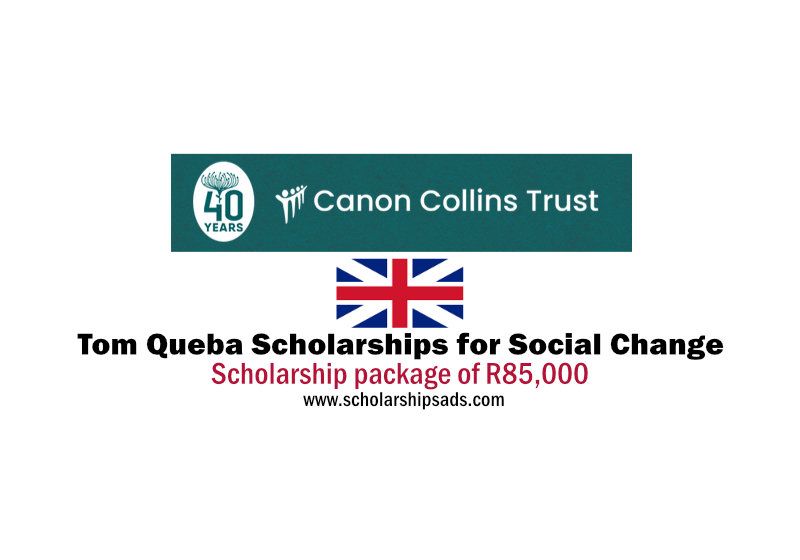 40
YEARS
Canon Collins Trust
Tom Queba Scholarships for Social Change
Scholarship package of R85,000
www.scholarshipsads.com